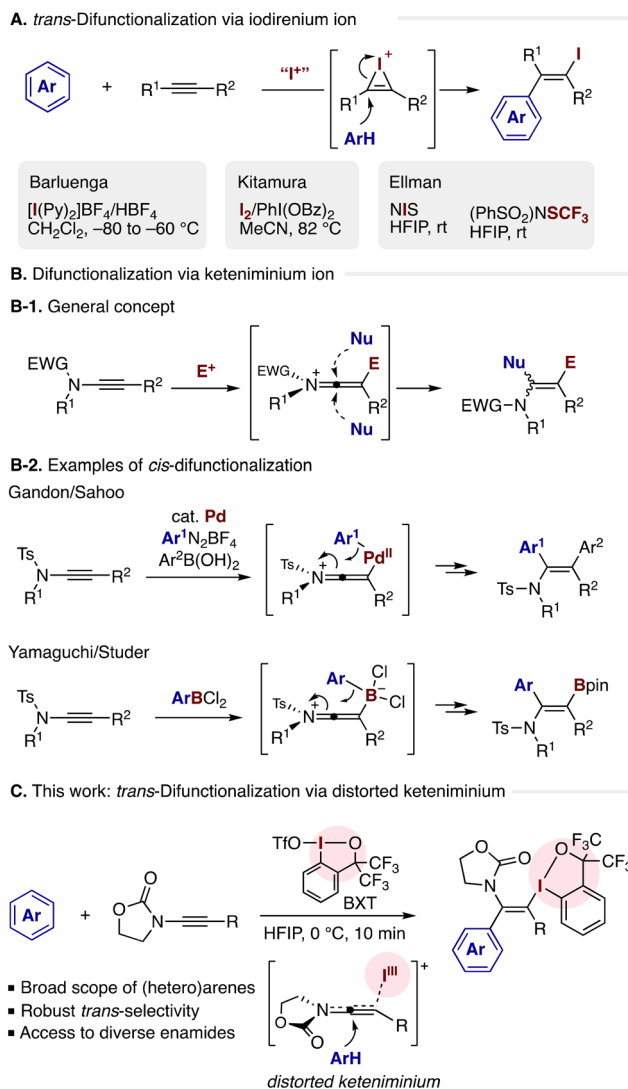 A. trans-Difunctionalization via iodirenium ion
Ar + R¹ R² "I⁺" I⁺ R¹ R² ArH R¹ I Ar R²
Barluenga
[I(Py)₂]BF₄/HBF₄
CH₂Cl₂, –80 to –60 °C
Kitamura
I₂/PhI(OBz)₂
MeCN, 82 °C
Ellman
NIS
HFIP, rt
(PhSO₂)NSCF₃
HFIP, rt
B. Difunctionalization via keteniminium ion
B-1. General concept
EWG N R¹ R² E⁺ Nu EWG N + R¹ E R² Nu Nu E EWG–N R¹ R²
B-2. Examples of cis-difunctionalization
Gandon/Sahoo
Ts N R¹ R²
cat. Pd
Ar¹N₂BF₄
Ar²B(OH)₂
Ar¹ Pdᴵᴵ Ts N + R¹ R²
Ar¹ Ar² Ts–N R¹ R²
Yamaguchi/Studer
Ts N R¹ R²
ArBCl₂
Ar Cl B – Cl Ts N + R¹ R²
Ar Bpin Ts–N R¹ R²
C. This work: trans-Difunctionalization via distorted keteniminium
Ar + O O N R
TfO–I–O
CF₃
CF₃
BXT
HFIP, 0 °C, 10 min
O O N I O F₃C CF₃ Ar R
▪ Broad scope of (hetero)arenes
▪ Robust trans-selectivity
▪ Access to diverse enamides
Iᴵᴵᴵ + N O O R
ArH
distorted keteniminium